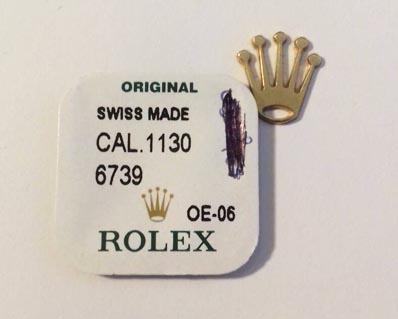 ORIGINAL
SWISS MADE
CAL.1130
6739
OE-06
ROLEX